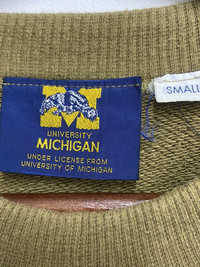 M
UNIVERSITY
MICHIGAN
UNDER LICENSE FROM
UNIVERSITY OF MICHIGAN
SMALL